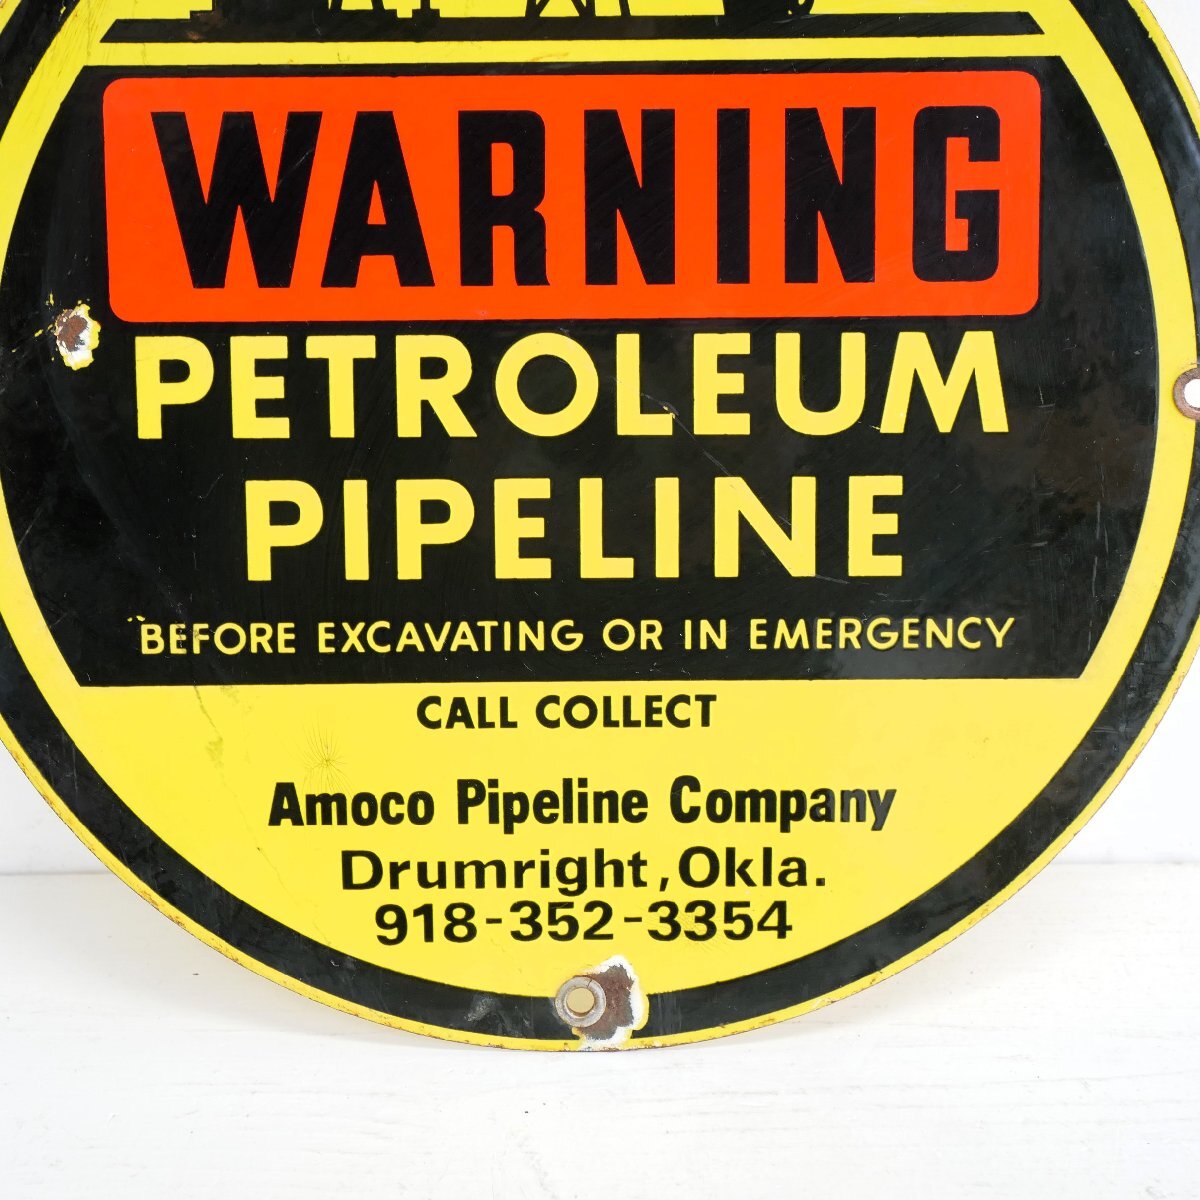 WARNING
PETROLEUM
PIPELINE
BEFORE EXCAVATING OR IN EMERGENCY
CALL COLLECT
Amoco Pipeline Company
Drumright, Okla.
918-352-3354